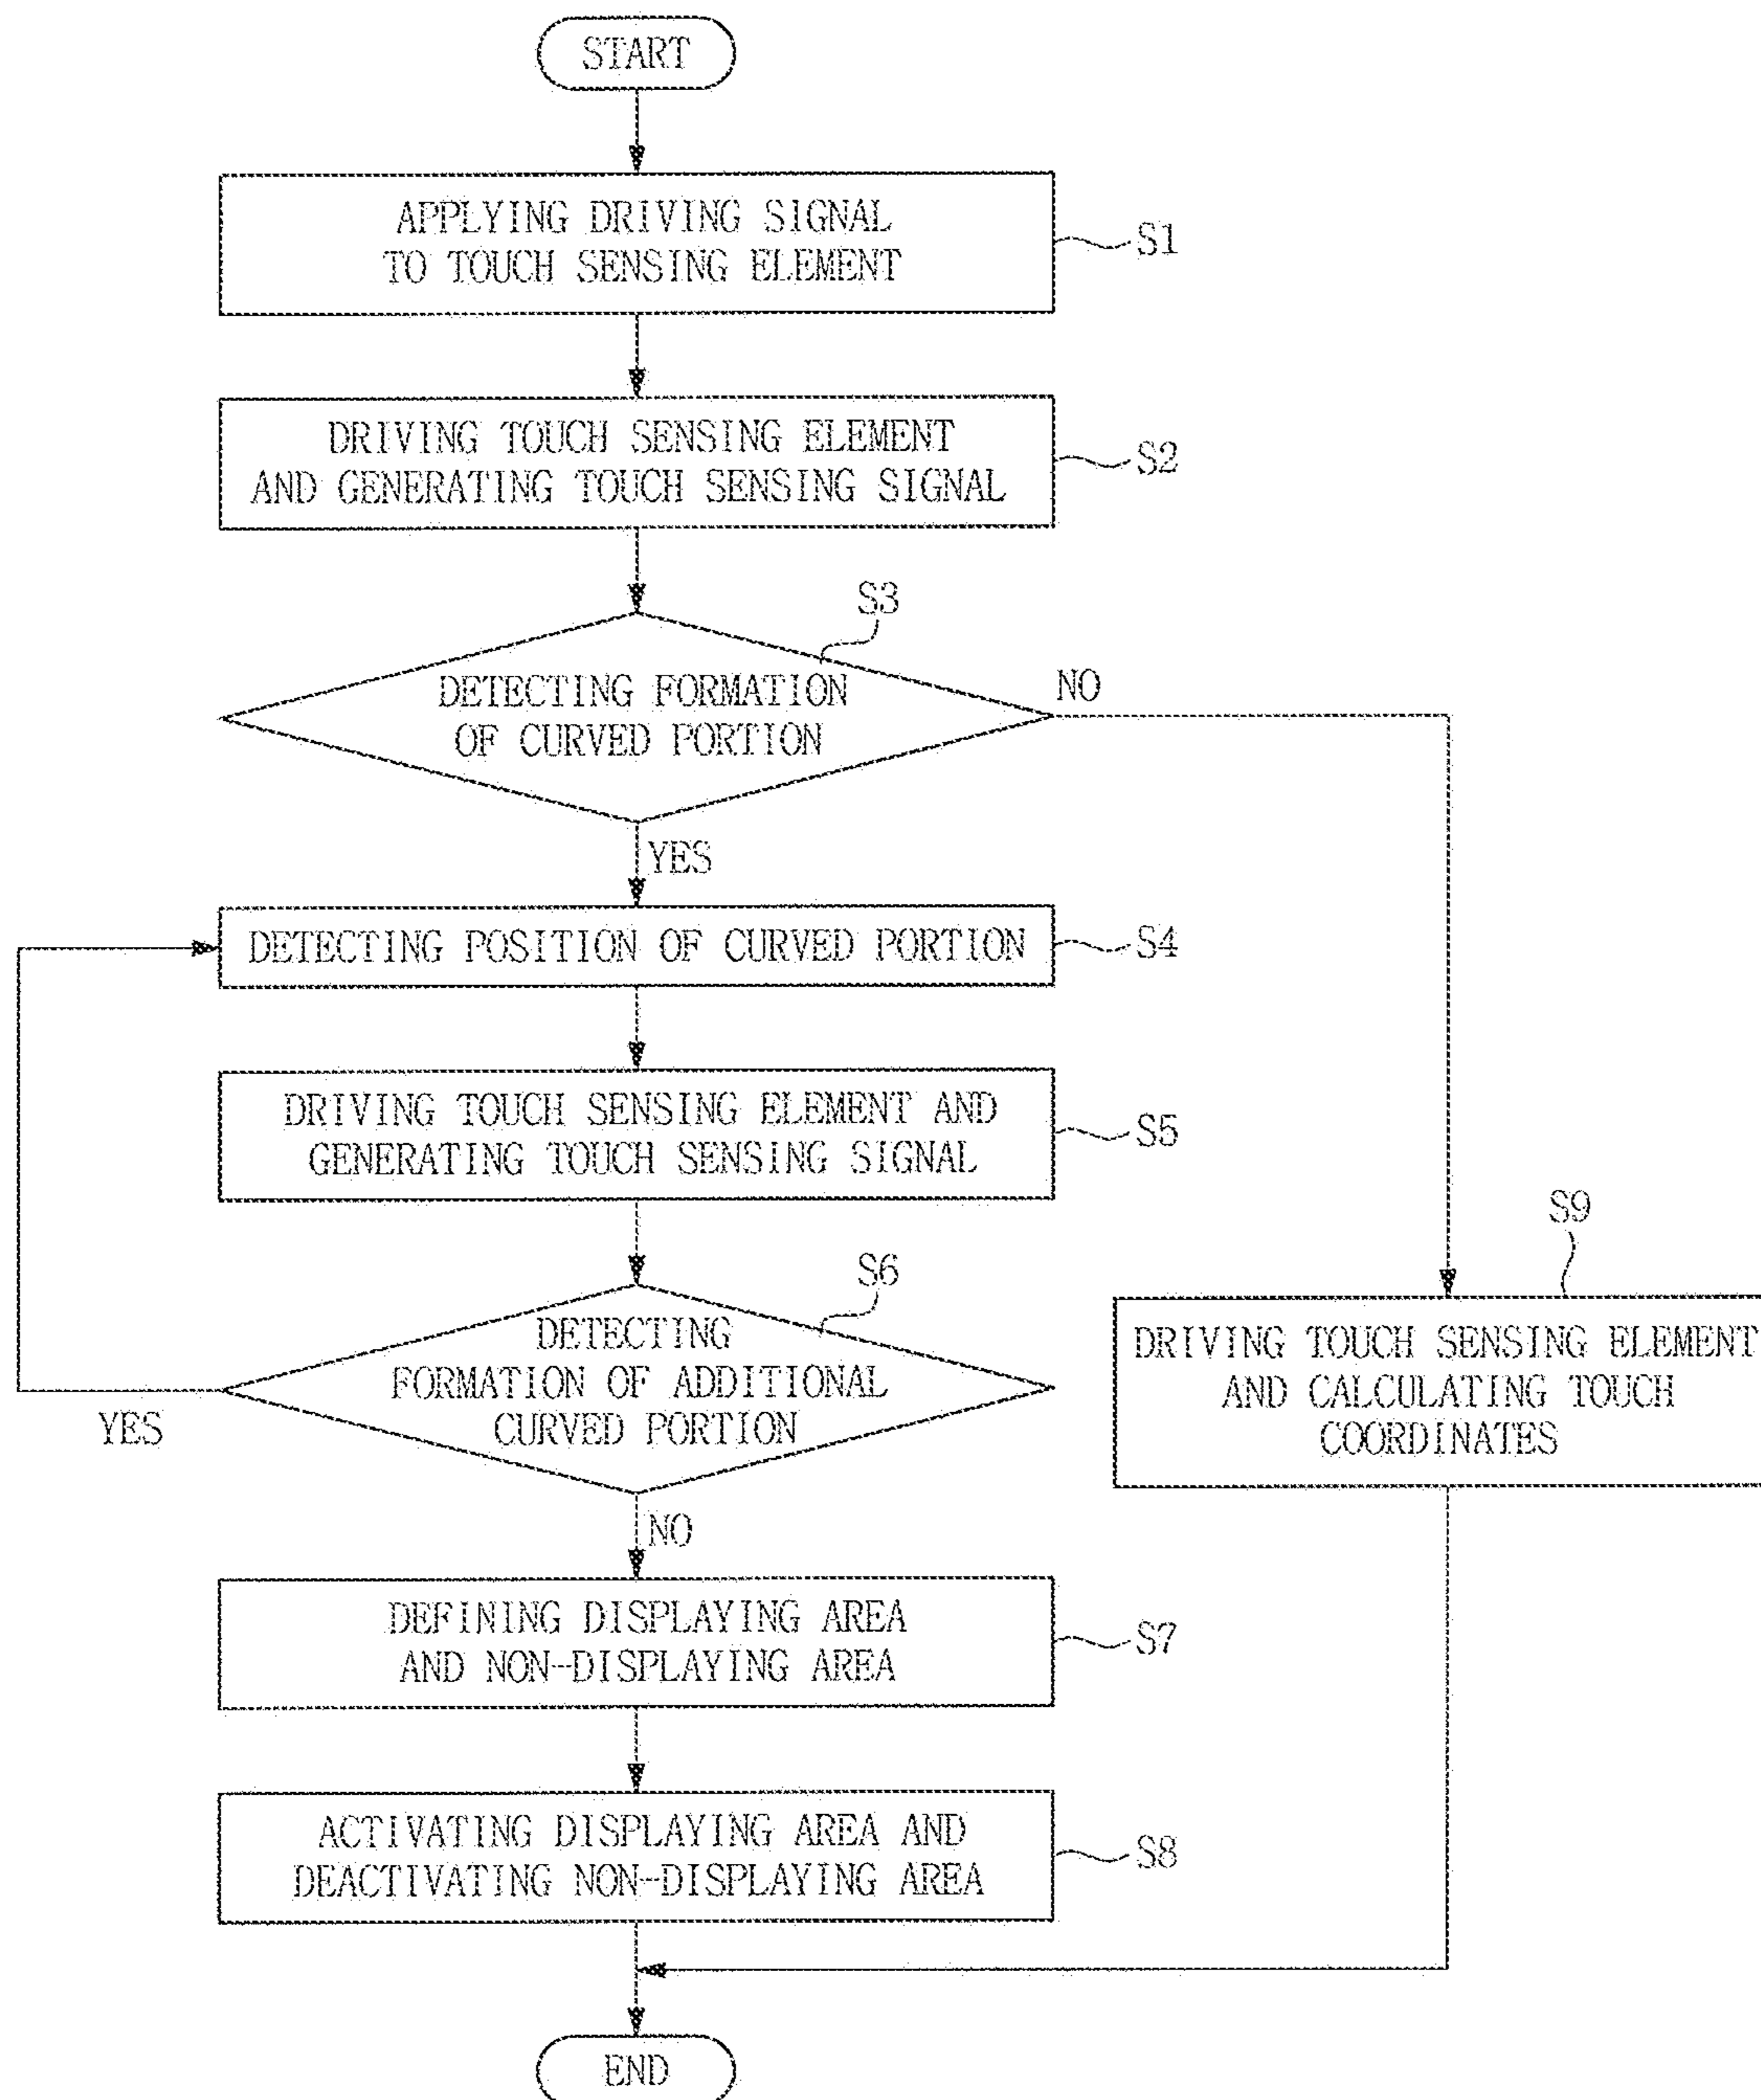 START
APPLYING DRIVING SIGNAL
TO TOUCH SENSING ELEMENT
S1
DRIVING TOUCH SENSING ELEMENT
AND GENERATING TOUCH SENSING SIGNAL
S2
S3
DETECTING FORMATION
OF CURVED PORTION
NO
YES
DETECTING POSITION OF CURVED PORTION
S4
DRIVING TOUCH SENSING ELEMENT AND
GENERATING TOUCH SENSING SIGNAL
S5
S6
DETECTING
FORMATION OF ADDITIONAL
CURVED PORTION
YES
NO
S9
DRIVING TOUCH SENSING ELEMENT
AND CALCULATING TOUCH
COORDINATES
DEFINING DISPLAYING AREA
AND NON-DISPLAYING AREA
S7
ACTIVATING DISPLAYING AREA AND
DEACTIVATING NON-DISPLAYING AREA
S8
END